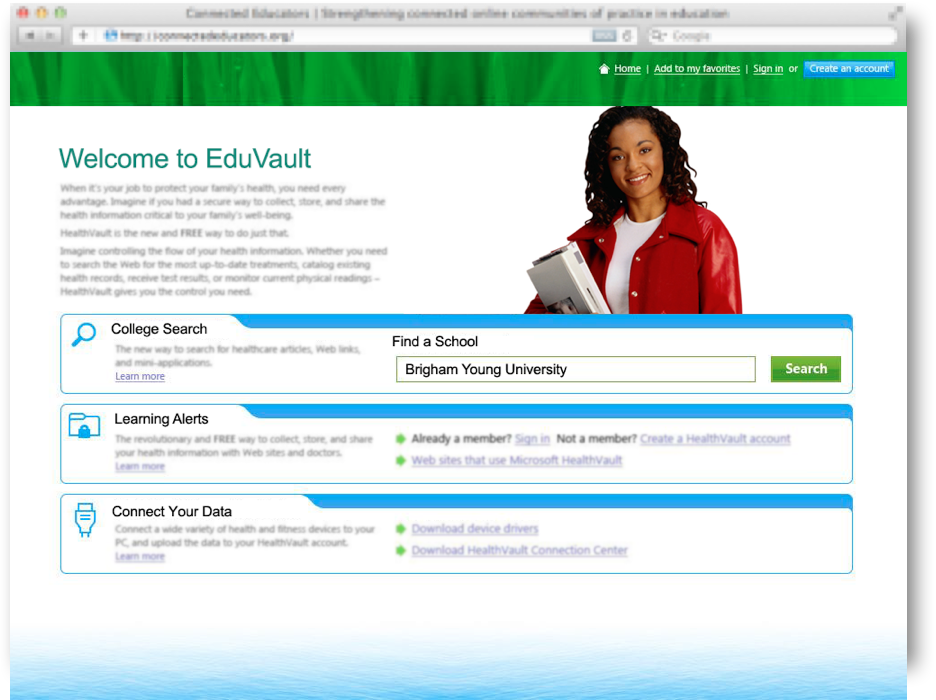 Connected Educators | Strengthening connected online communities of practice in education
http://connectededucators.org/
Google
Home | Add to my favorites | Sign in or Create an account
Welcome to EduVault
When it's your job to protect your family's health, you need every
advantage. Imagine if you had a secure way to collect, store, and share the
health information critical to your family's well-being.
HealthVault is the new and FREE way to do just that.
Imagine controlling the flow of your health information. Whether you need
to search the Web for the most up-to-date treatments, catalog existing
health records, receive test results, or monitor current physical readings –
HealthVault gives you the control you need.
College Search
The new way to search for healthcare articles, Web links,
and mini-applications.
Learn more
Find a School
Brigham Young University
Search
Learning Alerts
The revolutionary and FREE way to collect, store, and share
your health information with Web sites and doctors.
Learn more
Already a member? Sign in Not a member? Create a HealthVault account
Web sites that use Microsoft HealthVault
Connect Your Data
Connect a wide variety of health and fitness devices to your
PC, and upload the data to your HealthVault account.
Learn more
Download device drivers
Download HealthVault Connection Center